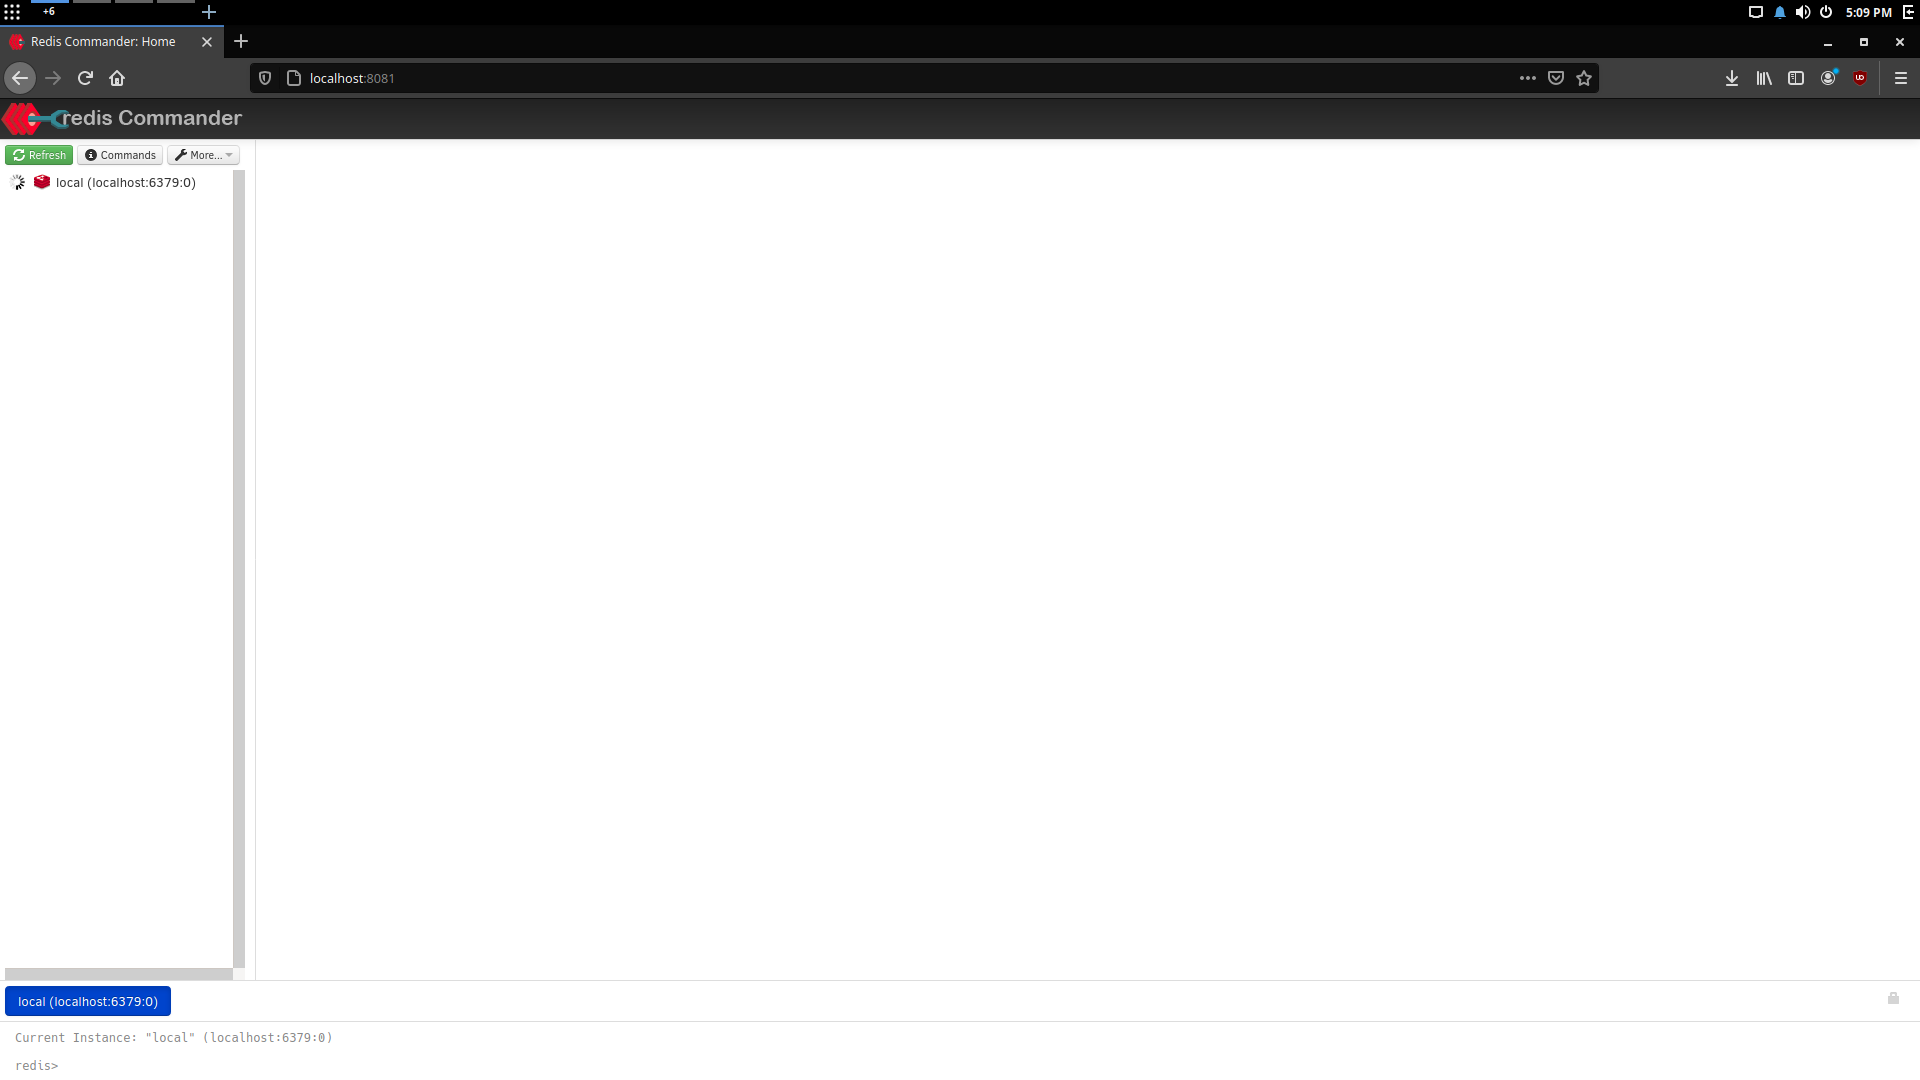 +6
5:09 PM
Redis Commander: Home
localhost:8081
redis Commander
Refresh
Commands
More...
local (localhost:6379:0)
local (localhost:6379:0)
Current Instance: "local" (localhost:6379:0)
redis>